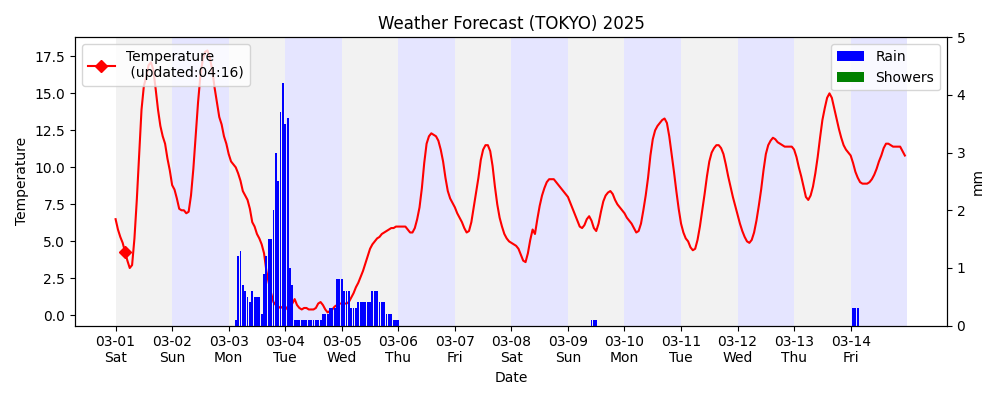 Weather Forecast (TOKYO) 2025
Temperature
(updated:04:16)
Rain
Showers
Temperature
17.5
15.0
12.5
10.0
7.5
5.0
2.5
0.0
5
4
3
2
1
0
mm
03-01 03-02 03-03 03-04 03-05 03-06 03-07 03-08 03-09 03-10 03-11 03-12 03-13 03-14
Sat Sun Mon Tue Wed Thu Fri Sat Sun Mon Tue Wed Thu Fri
Date